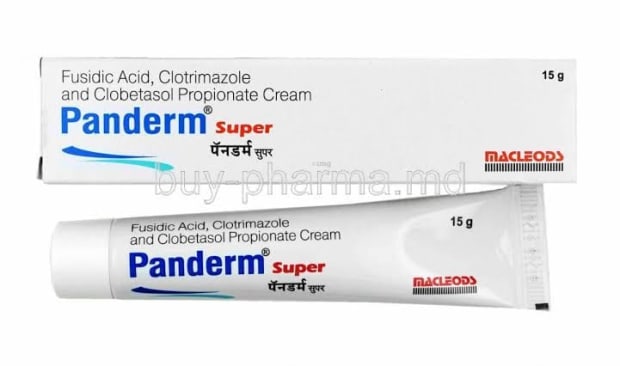 Fusidic Acid, Clotrimazole
and Clobetasol Propionate Cream
15 g
Panderm® Super
पॅनडर्म सुपर
MACLEODS
buy-pharma.md
Fusidic Acid, Clotrimazole
and Clobetasol Propionate Cream
15 g
Panderm® Super
पॅनडर्म सुपर
MACLEODS